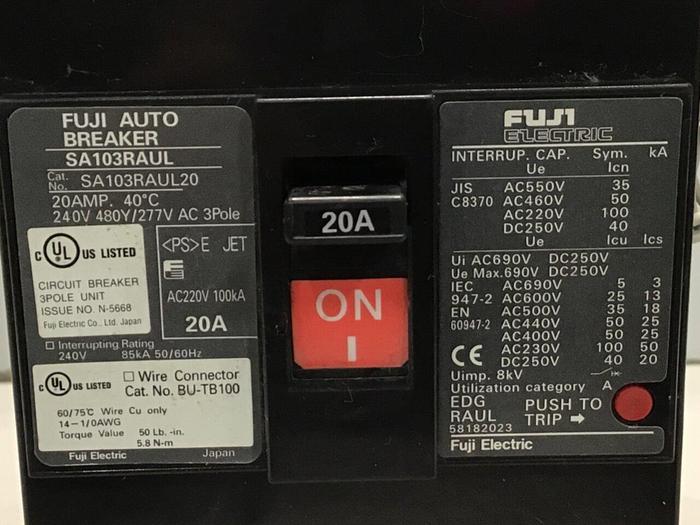 FUJI AUTO
BREAKER
SA103RAUL
Cat.
No. SA103RAUL20
20AMP. 40°C
240V 480Y/277V AC 3Pole
C UL US LISTED
CIRCUIT BREAKER
3POLE UNIT
ISSUE NO. N-5668
Fuji Electric Co., Ltd. Japan
<PS>E JET
AC220V 100kA
20A
□ Interrupting Rating
240V 85kA 50/60Hz
C UL US LISTED
□ Wire Connector
Cat. No. BU-TB100
60/75℃ Wire Cu only
14-1/0AWG
Torque Value 50 Lb.-in.
5.8 N-m
Fuji Electric Japan
20A
ON
I
FUJI
ELECTRIC
INTERRUP. CAP. Sym. kA
Ue Icn
JIS AC550V 35
C8370 AC460V 50
AC220V 100
DC250V 40
Ue Icu Ics
Ui AC690V DC250V
Ue Max.690V DC250V
IEC AC690V 5 3
947-2 AC600V 25 13
EN AC500V 35 18
60947-2 AC440V 50 25
AC400V 50 25
CE AC230V 100 50
DC250V 40 20
Uimp. 8kV
Utilization category A
EDG
RAUL
PUSH TO
TRIP ➡
58182023
Fuji Electric